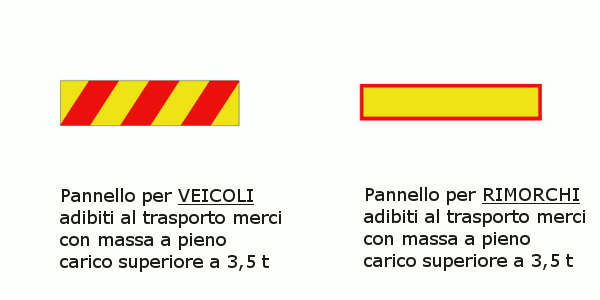 Pannello per VEICOLI
adibiti al trasporto merci
con massa a pieno
carico superiore a 3,5 t
Pannello per RIMORCHI
adibiti al trasporto merci
con massa a pieno
carico superiore a 3,5 t